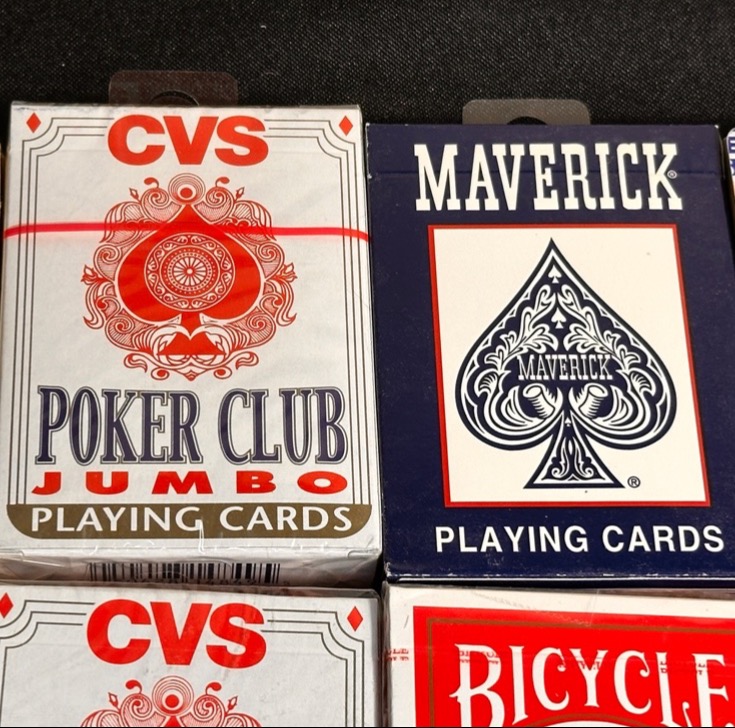 CVS
POKER CLUB
JUMBO
PLAYING CARDS
MAVERICK®
MAVERICK
®
PLAYING CARDS
CVS
BICYCLE